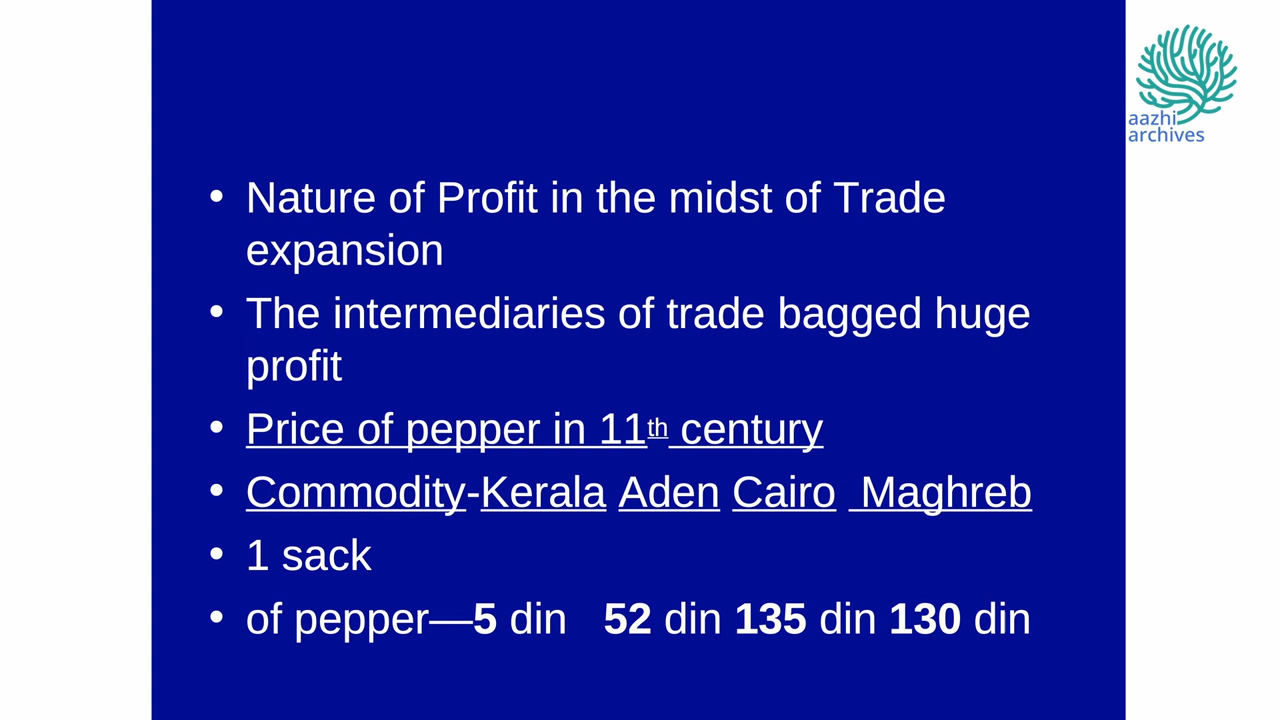 aazhi
archives
• Nature of Profit in the midst of Trade
expansion
• The intermediaries of trade bagged huge
profit
• Price of pepper in 11th century
• Commodity-Kerala Aden Cairo  Maghreb
• 1 sack
• of pepper—5 din   52 din 135 din 130 din